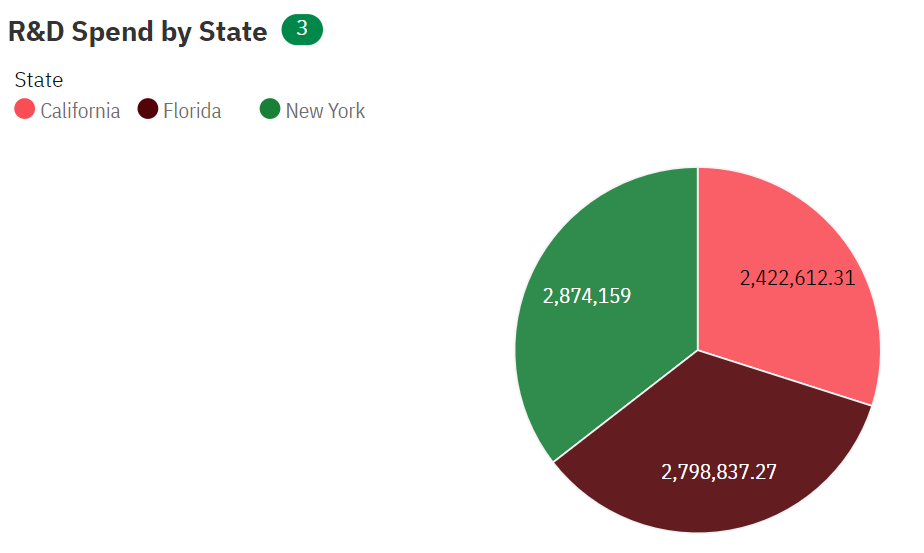 R&D Spend by State 3
State
California Florida New York
2,422,612.31
2,874,159
2,798,837.27